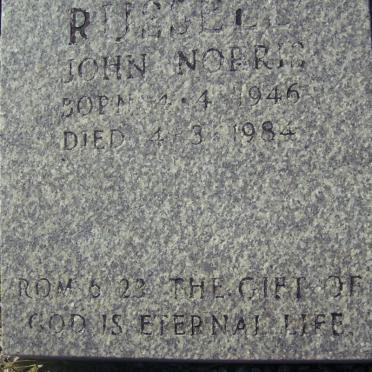 RUSSELL
JOHN NORRIS
BORN 4·4·1946
DIED 4·3·1984
ROM 6 23 THE GIFT OF
GOD IS ETERNAL LIFE